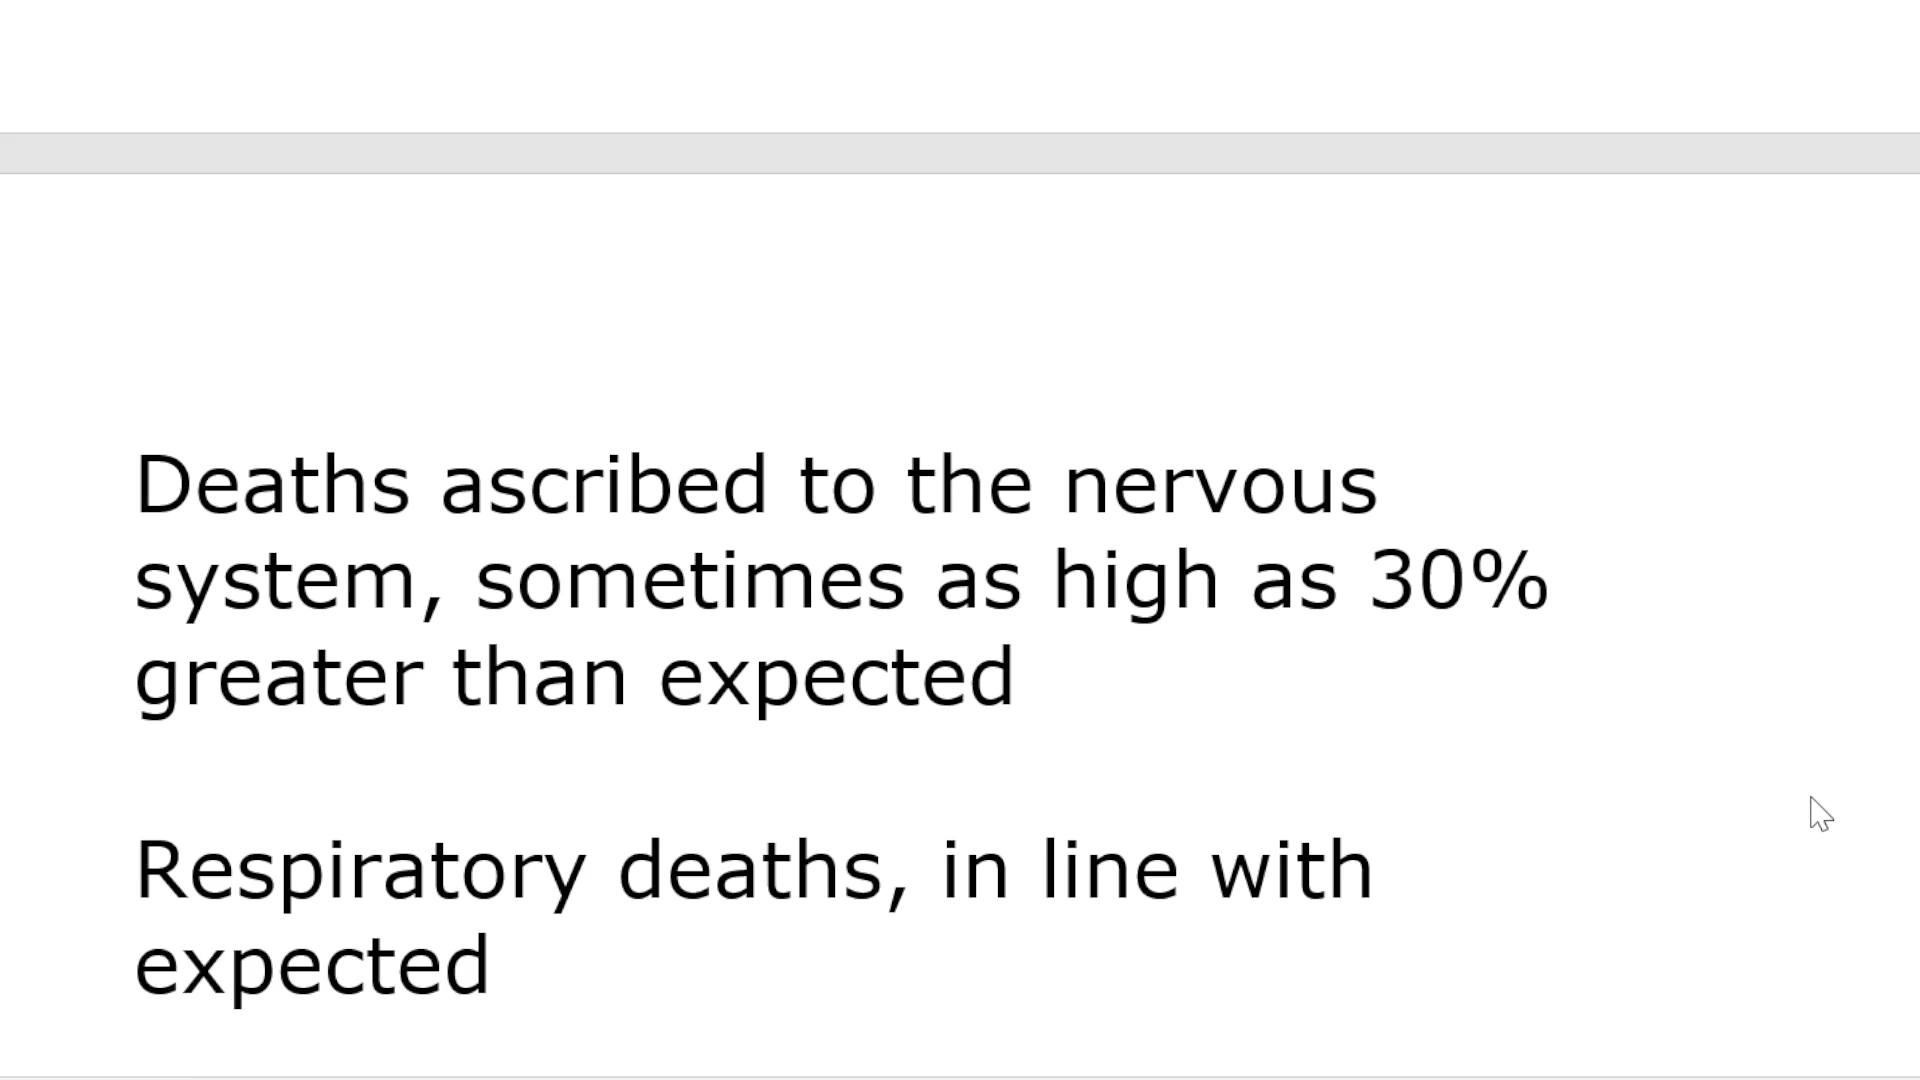 Deaths ascribed to the nervous
system, sometimes as high as 30%
greater than expected
Respiratory deaths, in line with
expected